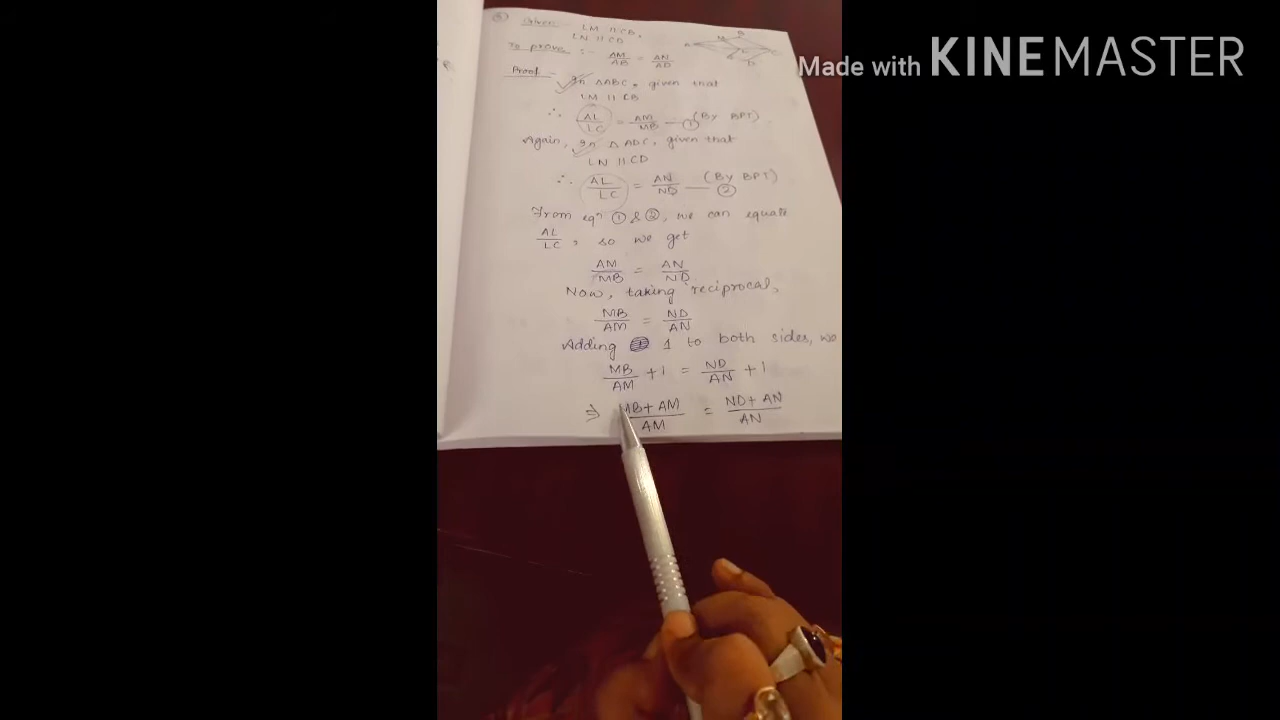 Made with KINEMASTER
③ Given:- LM || CB,
LN || CD
To prove :- AM/AB = AN/AD
Proof - In ΔABC, given that
LM || CB
∴ AL/LC = AM/MB — ① (By BPT)
Again, In Δ ADC, given that
LN || CD
∴ AL/LC = AN/ND — ② (By BPT)
From eqn ① & ②, we can equate
AL/LC, so we get
AM/MB = AN/ND
Now, taking reciprocal,
MB/AM = ND/AN
Adding 1 to both sides, we
MB/AM + 1 = ND/AN + 1
⇒ MB + AM/AM = ND + AN/AN